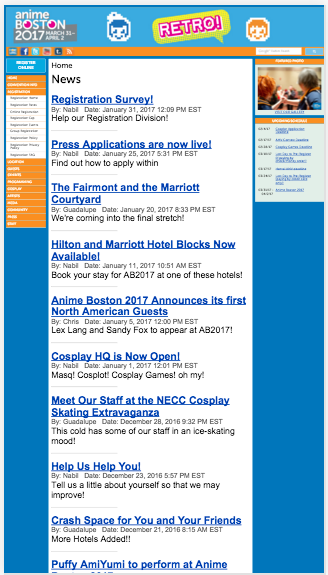 anime
BOSTON
2017 MARCH 31-
APRIL 2
RETRO!
REGISTER
ONLINE
Home
News
Registration Survey!
By: Nabil Date: January 31, 2017 12:09 PM EST
Help our Registration Division!
Press Applications are now live!
By: Nabil Date: January 25, 2017 5:31 PM EST
Find out how to apply within
The Fairmont and the Marriott
Courtyard
By: Guadalupe Date: January 20, 2017 8:33 PM EST
We're coming into the final stretch!
Hilton and Marriott Hotel Blocks Now
Available!
By: Nabil Date: January 11, 2017 10:51 AM EST
Book your stay for AB2017 at one of these hotels!
Anime Boston 2017 Announces its first
North American Guests
By: Chris Date: January 5, 2017 12:00 PM EST
Lex Lang and Sandy Fox to appear at AB2017!
Cosplay HQ is Now Open!
By: Nabil Date: January 1, 2017 12:01 PM EST
Masq! Cosplot! Cosplay Games! oh my!
Meet Our Staff at the NECC Cosplay
Skating Extravaganza
By: Guadalupe Date: December 28, 2016 9:32 PM EST
This cold has some of our staff in an ice-skating
mood!
Help Us Help You!
By: Nabil Date: December 23, 2016 5:57 PM EST
Tell us a little about yourself so that we may
improve!
Crash Space for You and Your Friends
By: Guadalupe Date: December 21, 2016 8:15 AM EST
More Hotels Added!!
Puffy AmiYumi to perform at Anime